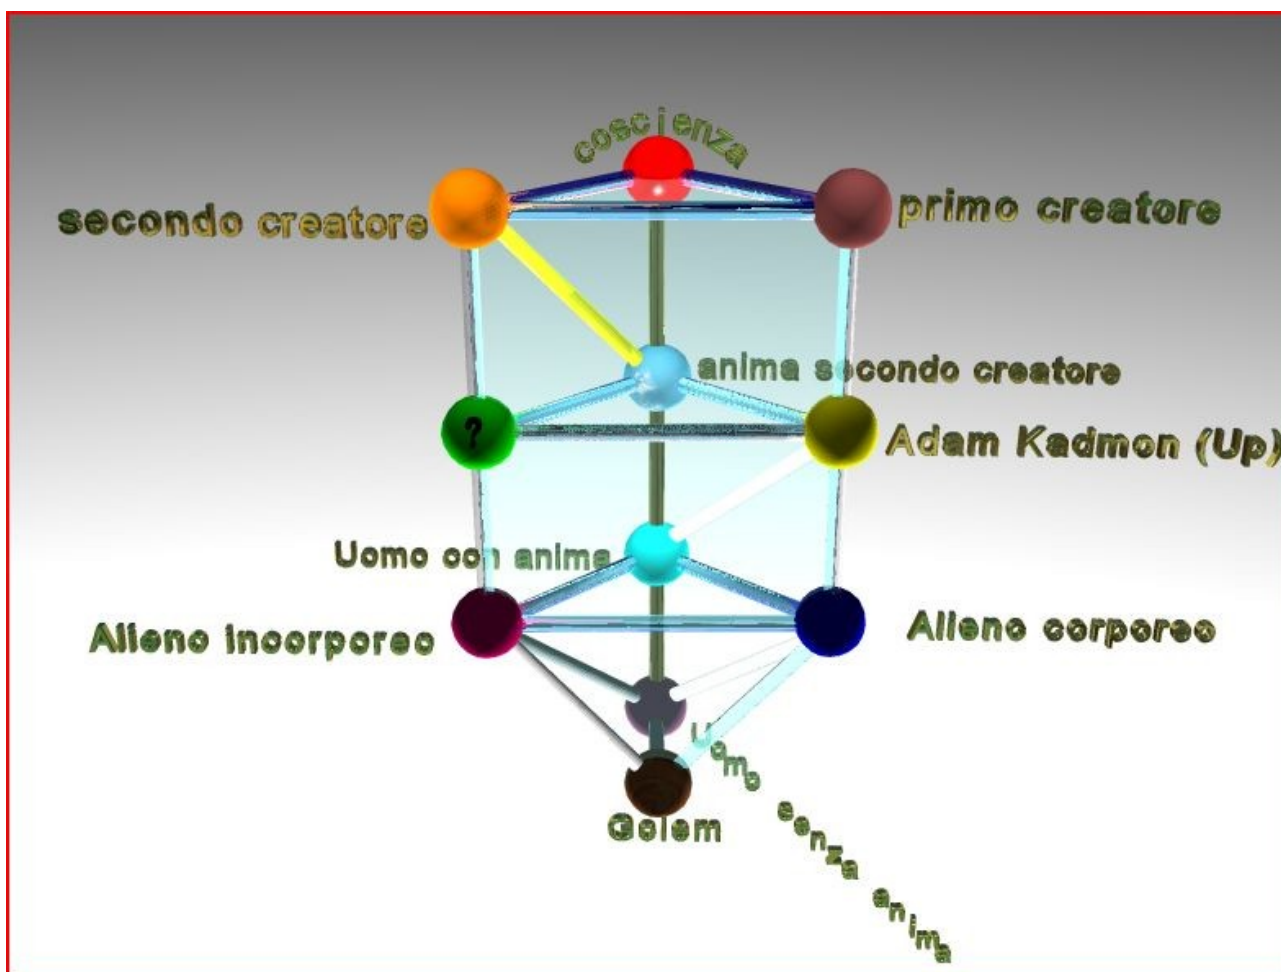 coscienza
secondo creatore
primo creatore
anima secondo creatore
?
Adam Kadmon (Up)
Uomo con anima
Alieno incorporeo
Alieno corporeo
Uomo senza anima
Golem